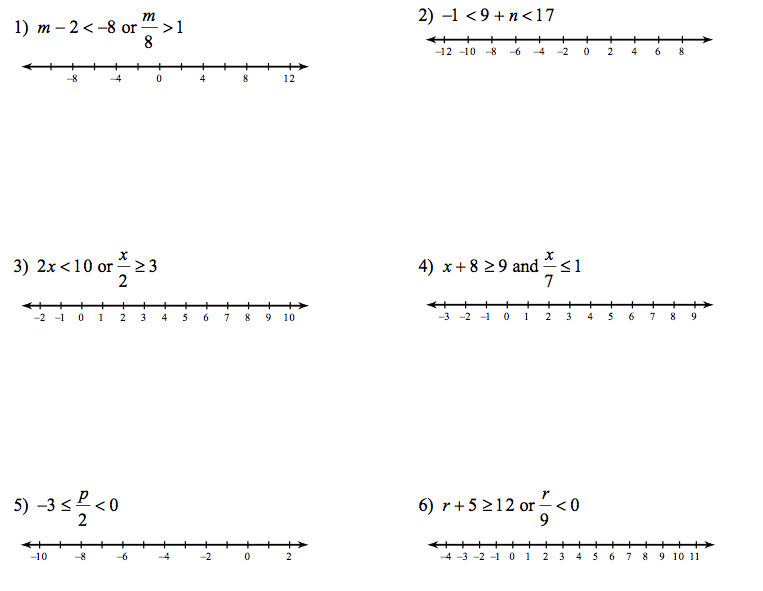 1) m − 2 < −8 or m/8 > 1
−8 −4 0 4 8 12
2) −1 < 9 + n < 17
−12 −10 −8 −6 −4 −2 0 2 4 6 8
3) 2x < 10 or x/2 ≥ 3
−2 −1 0 1 2 3 4 5 6 7 8 9 10
4) x + 8 ≥ 9 and x/7 ≤ 1
−3 −2 −1 0 1 2 3 4 5 6 7 8 9
5) −3 ≤ p/2 < 0
−10 −8 −6 −4 −2 0 2
6) r + 5 ≥ 12 or r/9 < 0
−4 −3 −2 −1 0 1 2 3 4 5 6 7 8 9 10 11